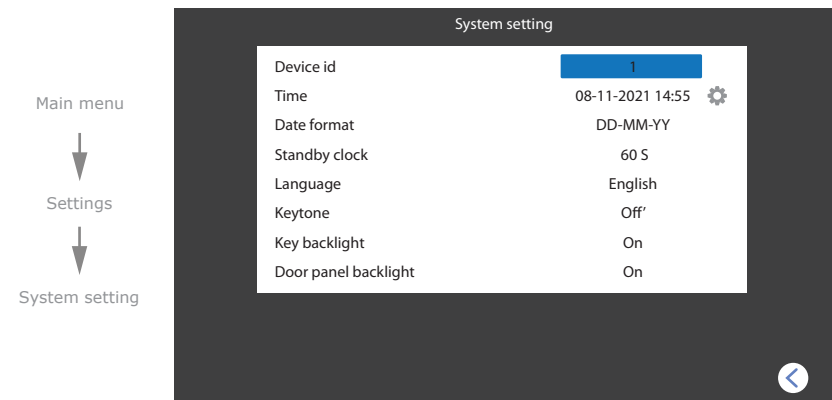 System setting
Device id 1
Time 08-11-2021 14:55
Main menu
Date format DD-MM-YY
Standby clock 60 S
Language English
Settings
Keytone Off’
Key backlight On
Door panel backlight On
System setting